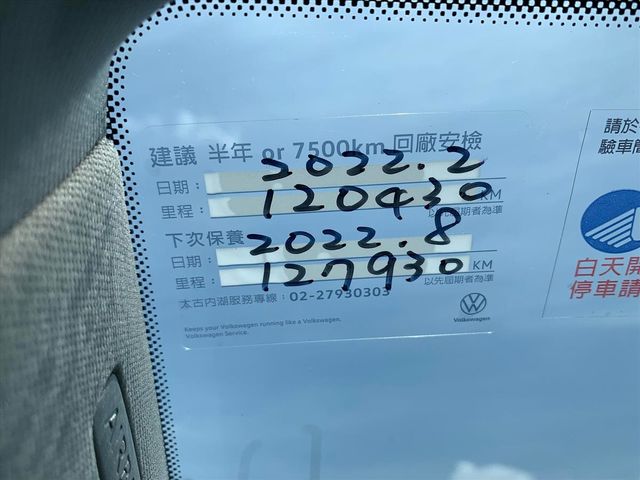 建議 半年 or 7500km 回廠安檢
日期： 2022.2
里程： 120430 KM
以先屆期者為準
下次保養
日期： 2022.8
里程： 127930 KM
以先屆期者為準
太古內湖服務專線：02-27930303
Keeps your Volkswagen running like a Volkswagen.
Volkswagen Service.
Volkswagen
請於
驗車
白天開
停車請